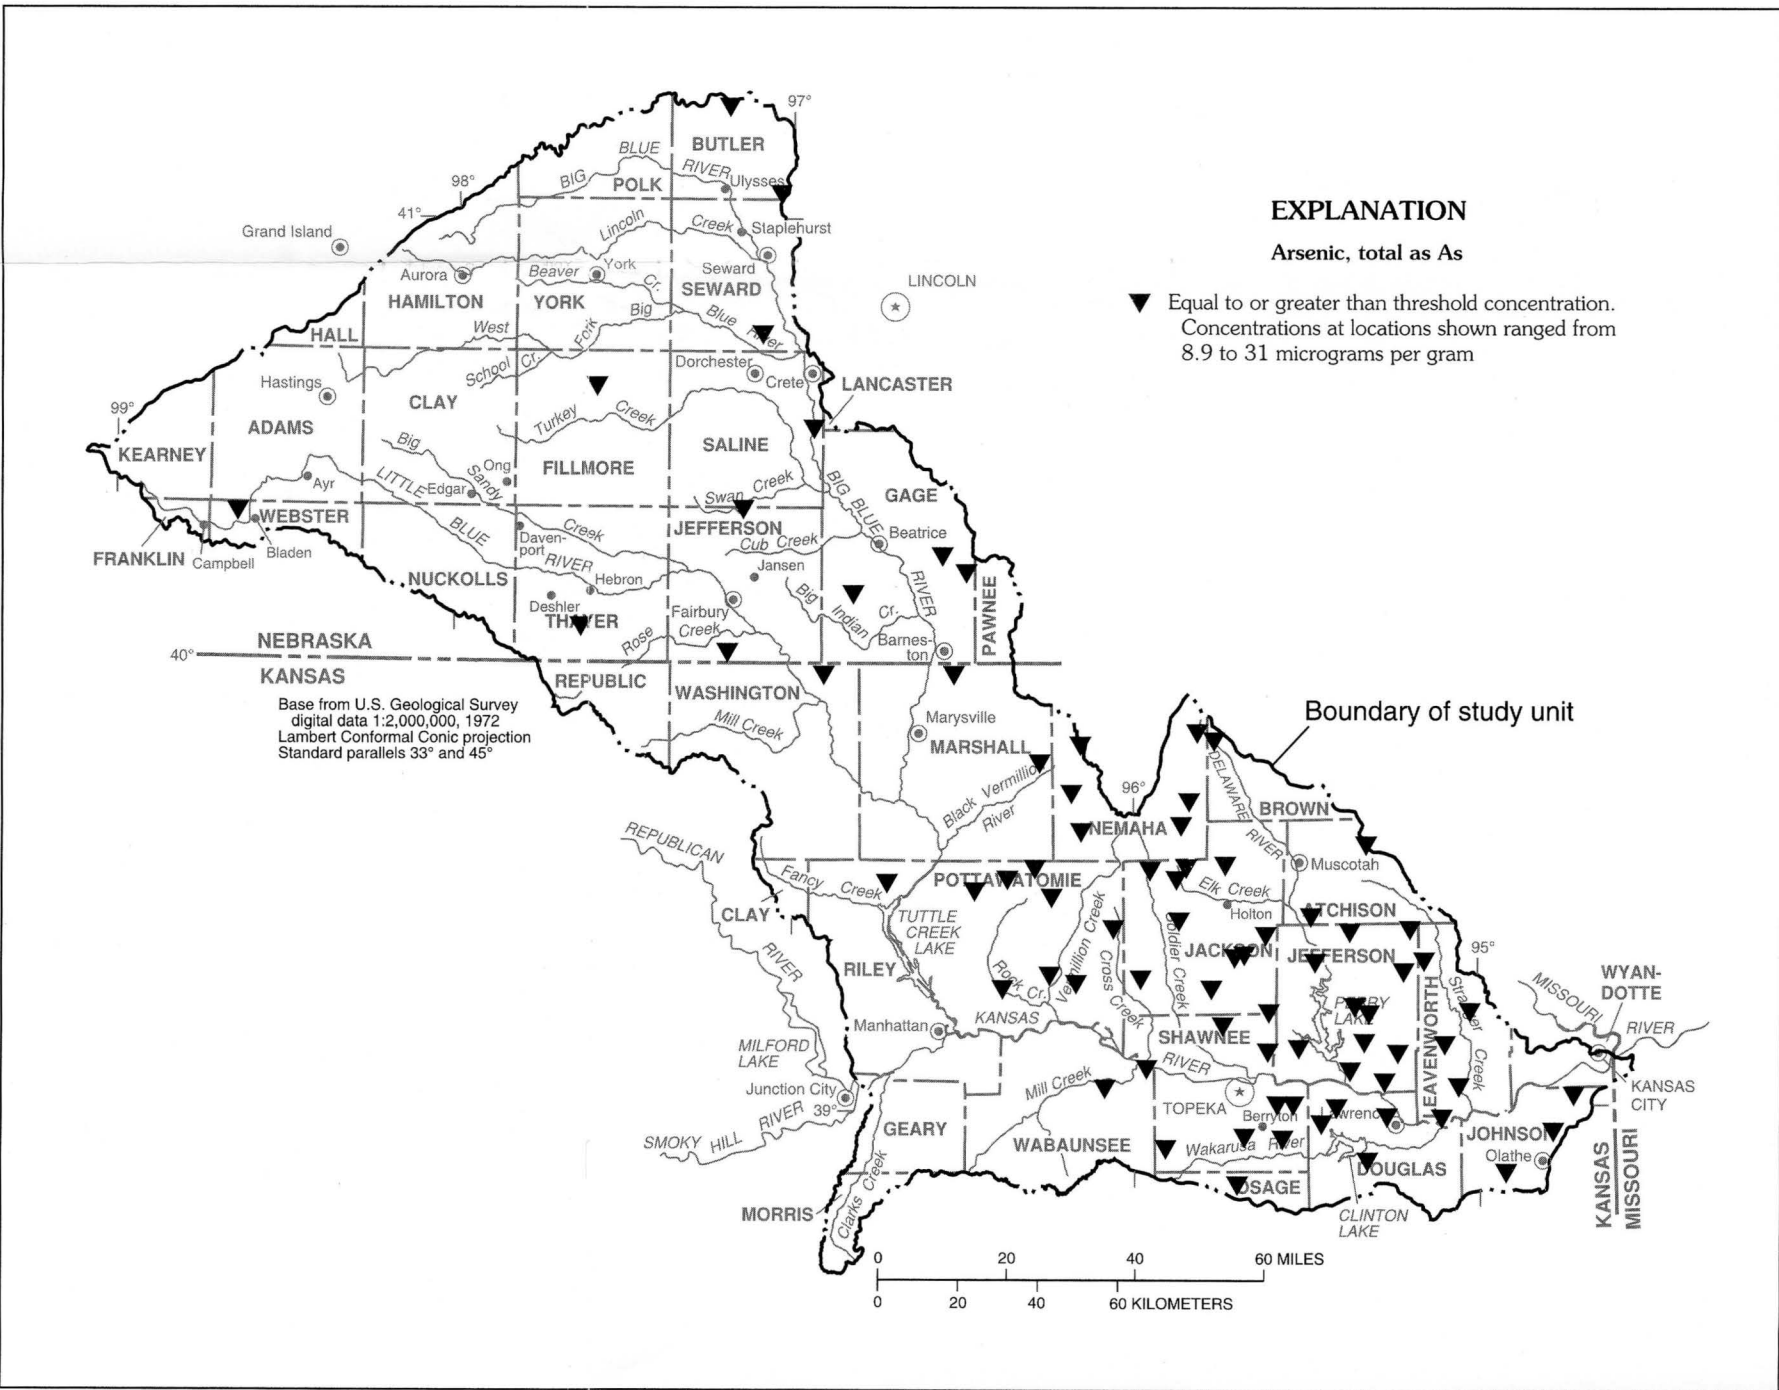 97°
BUTLER
BLUE
RIVER
BIG
POLK
Ulysses
98°
41°
Grand Island
Lincoln
Creek
Staplehurst
Aurora
Beaver
York
Cr.
Seward
SEWARD
LINCOLN
HAMILTON
YORK
HALL
West
Fork
Big
Blue
River
School
Cr.
Dorchester
Crete
LANCASTER
Hastings
CLAY
99°
ADAMS
KEARNEY
Turkey
Creek
SALINE
FILLMORE
Big
Sandy
Creek
Ong
Ayr
LITTLE
Edgar
BLUE
RIVER
Swan
Creek
BIG BLUE
RIVER
GAGE
WEBSTER
JEFFERSON
Beatrice
Cub Creek
FRANKLIN
Campbell
Bladen
Daven-
port
Jansen
NUCKOLLS
Hebron
Deshler
THAYER
Fairbury
Big
Indian
Cr.
Rose
Creek
Barnes-
ton
PAWNEE
NEBRASKA
40°
KANSAS
REPUBLIC
WASHINGTON
Base from U.S. Geological Survey
digital data 1:2,000,000, 1972
Lambert Conformal Conic projection
Standard parallels 33° and 45°
Mill Creek
Marysville
MARSHALL
Black Vermillion
River
96°
NEMAHA
DELAWARE
RIVER
BROWN
Muscotah
Boundary of study unit
REPUBLICAN
RIVER
Fancy
Creek
POTTAWATOMIE
Elk Creek
Holton
ATCHISON
CLAY
TUTTLE
CREEK
LAKE
Vermillion Creek
Cross Creek
Soldier Creek
JACKSON
JEFFERSON
95°
RILEY
Rock Cr.
PERRY
LAKE
LEAVENWORTH
Stranger
Creek
MISSOURI
RIVER
WYAN-
DOTTE
Manhattan
KANSAS
RIVER
SHAWNEE
MILFORD
LAKE
Junction City
39°
Mill Creek
TOPEKA
Berryton
Lawrence
KANSAS
CITY
SMOKY
HILL
RIVER
GEARY
WABAUNSEE
Wakarusa
River
JOHNSON
Olathe
DOUGLAS
OSAGE
MORRIS
Clarks Creek
CLINTON
LAKE
KANSAS
MISSOURI
0 20 40 60 MILES
0 20 40 60 KILOMETERS
EXPLANATION
Arsenic, total as As
Equal to or greater than threshold concentration.
Concentrations at locations shown ranged from
8.9 to 31 micrograms per gram